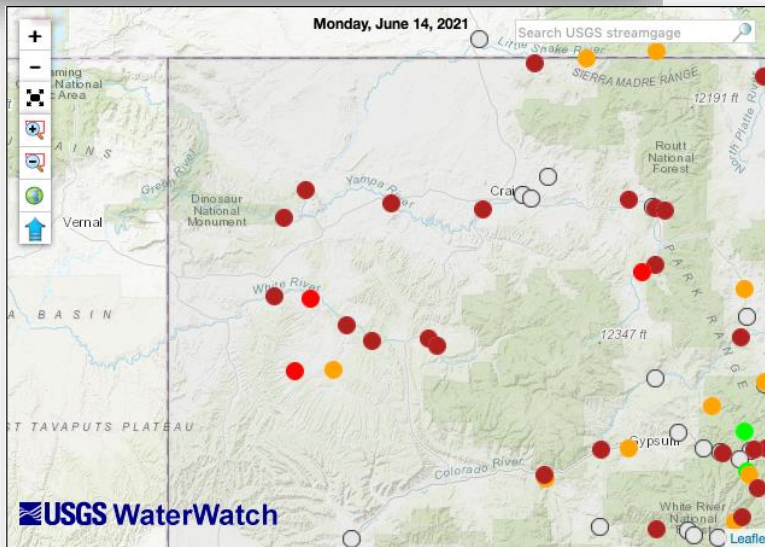 Monday, June 14, 2021
Search USGS streamgage
+
−
Little Snake River
SIERRA MADRE RANGE
12191 ft
North Platte River
Routt
National
Forest
Green River
Dinosaur
National
Monument
Yampa River
Vernal
PARK RANGE
White River
A BASIN
12347 ft
ST TAVAPUTS PLATEAU
Gypsum
Colorado River
White River
National
USGS WaterWatch
Leafle